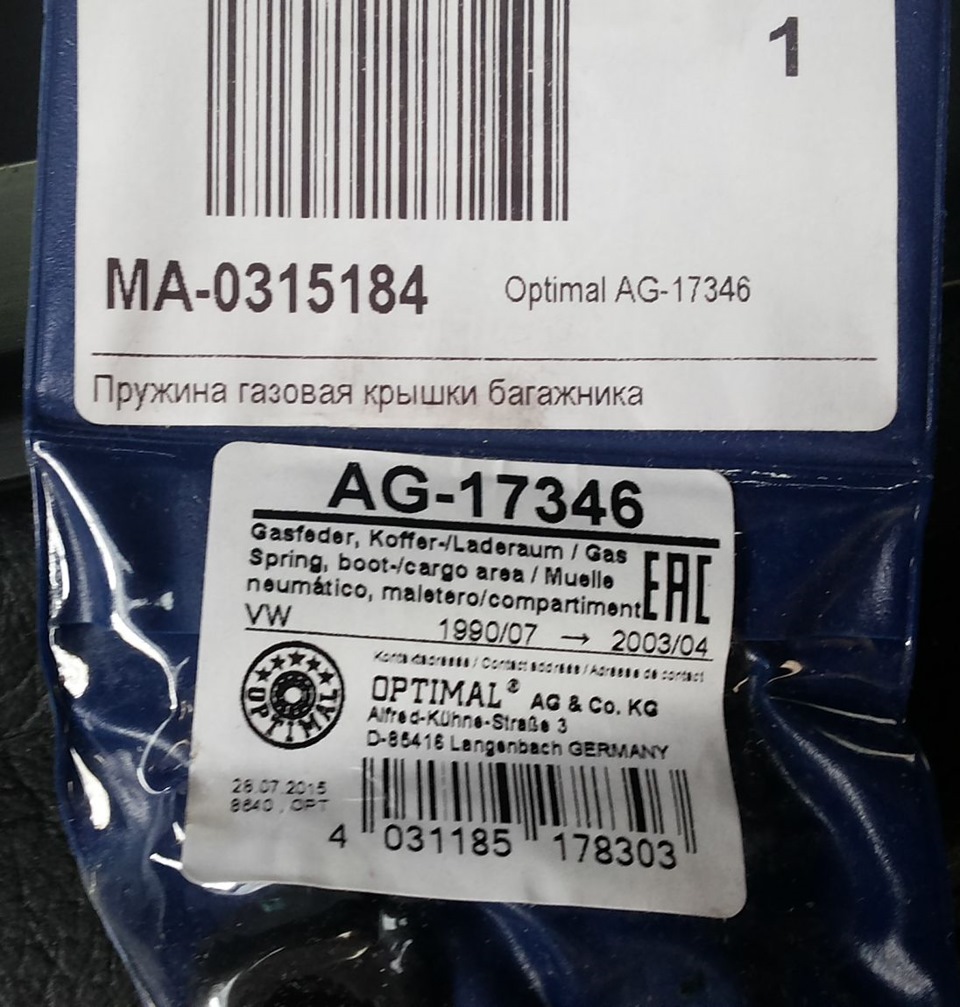 1
MA-0315184 Optimal AG-17346
Пружина газовая крышки багажника
AG-17346
Gasfeder, Koffer-/Laderaum / Gas
Spring, boot-/cargo area / Muelle
neumático, maletero/compartiment
EAC
VW
1990/07 → 2003/04
Kontaktadresse / Contact address / Adresse de contact
OPTIMAL
OPTIMAL® AG & Co. KG
Alfred-Kühne-Straße 3
D-85416 Langenbach GERMANY
28.07.2015
8640 , OPT
4 031185 178303